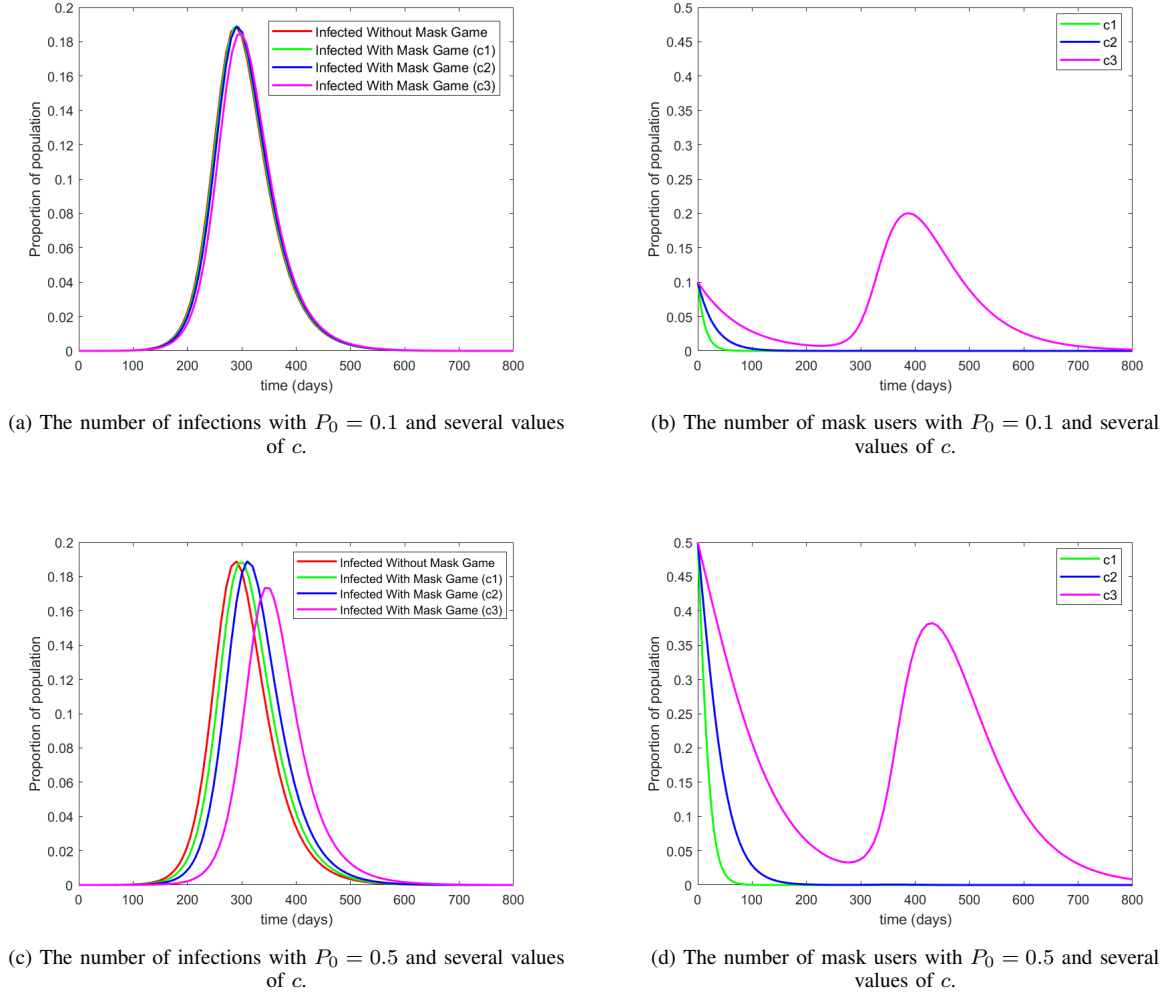 0.2
0.18
0.16
0.14
0.12
0.1
0.08
0.06
0.04
0.02
0
Proportion of population
Infected Without Mask Game
Infected With Mask Game (c1)
Infected With Mask Game (c2)
Infected With Mask Game (c3)
0 100 200 300 400 500 600 700 800
time (days)
(a) The number of infections with P₀ = 0.1 and several values
of c.
0.5
0.45
0.4
0.35
0.3
0.25
0.2
0.15
0.1
0.05
0
Proportion of population
c1
c2
c3
0 100 200 300 400 500 600 700 800
time (days)
(b) The number of mask users with P₀ = 0.1 and several
values of c.
0.2
0.18
0.16
0.14
0.12
0.1
0.08
0.06
0.04
0.02
0
Proportion of population
Infected Without Mask Game
Infected With Mask Game (c1)
Infected With Mask Game (c2)
Infected With Mask Game (c3)
0 100 200 300 400 500 600 700 800
time (days)
(c) The number of infections with P₀ = 0.5 and several values
of c.
0.5
0.45
0.4
0.35
0.3
0.25
0.2
0.15
0.1
0.05
0
Proportion of population
c1
c2
c3
0 100 200 300 400 500 600 700 800
time (days)
(d) The number of mask users with P₀ = 0.5 and several
values of c.